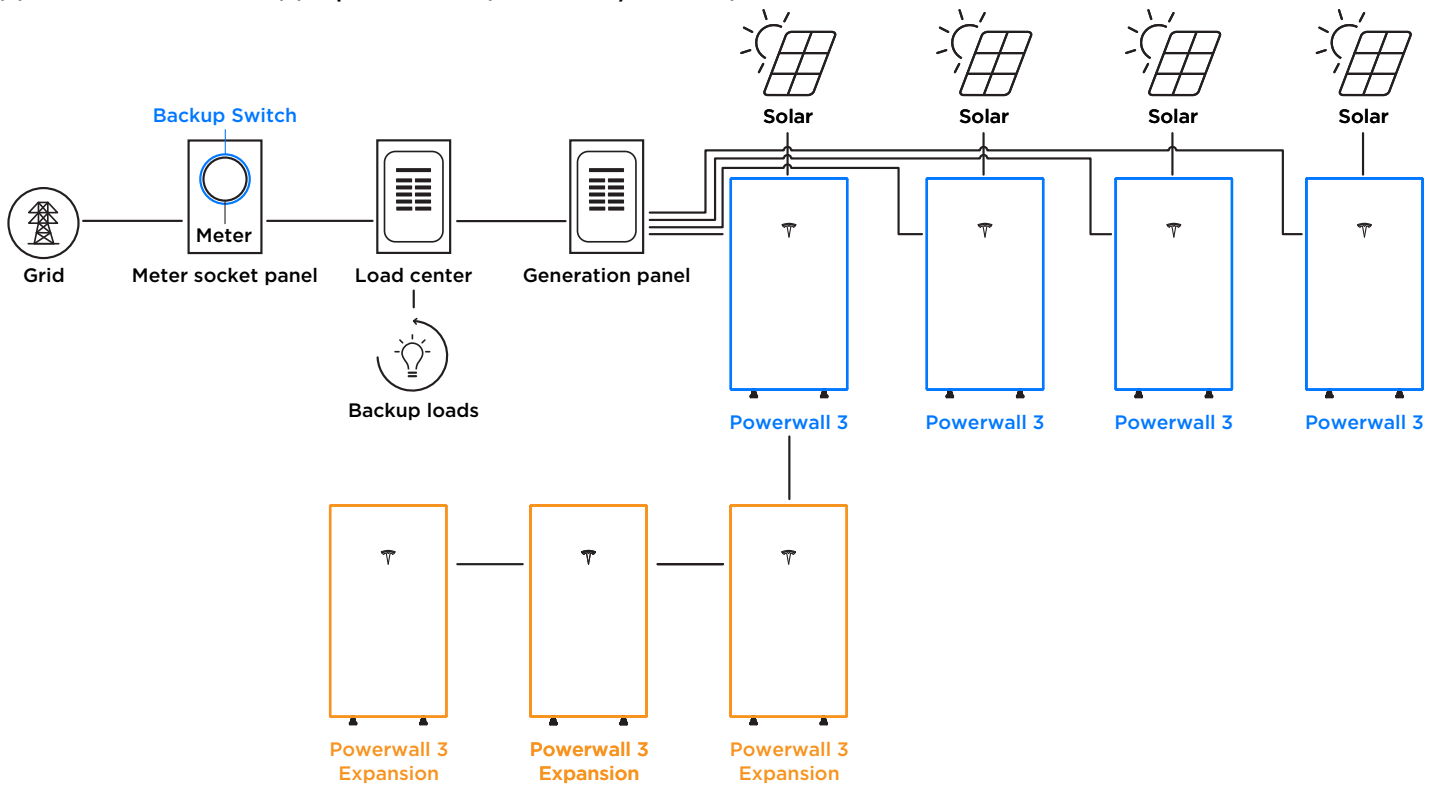 Solar
Solar
Solar
Solar
Backup Switch
Meter
Grid
Meter socket panel
Load center
Generation panel
Backup loads
Powerwall 3
Powerwall 3
Powerwall 3
Powerwall 3
Powerwall 3
Expansion
Powerwall 3
Expansion
Powerwall 3
Expansion